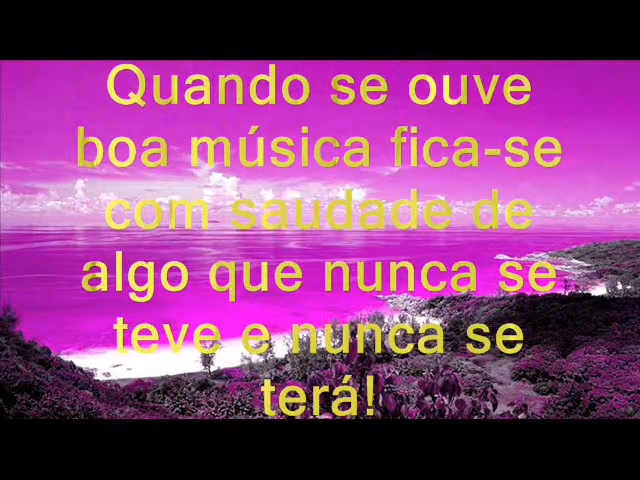 Quando se ouve
boa música fica-se
com saudade de
algo que nunca se
teve e nunca se
terá!